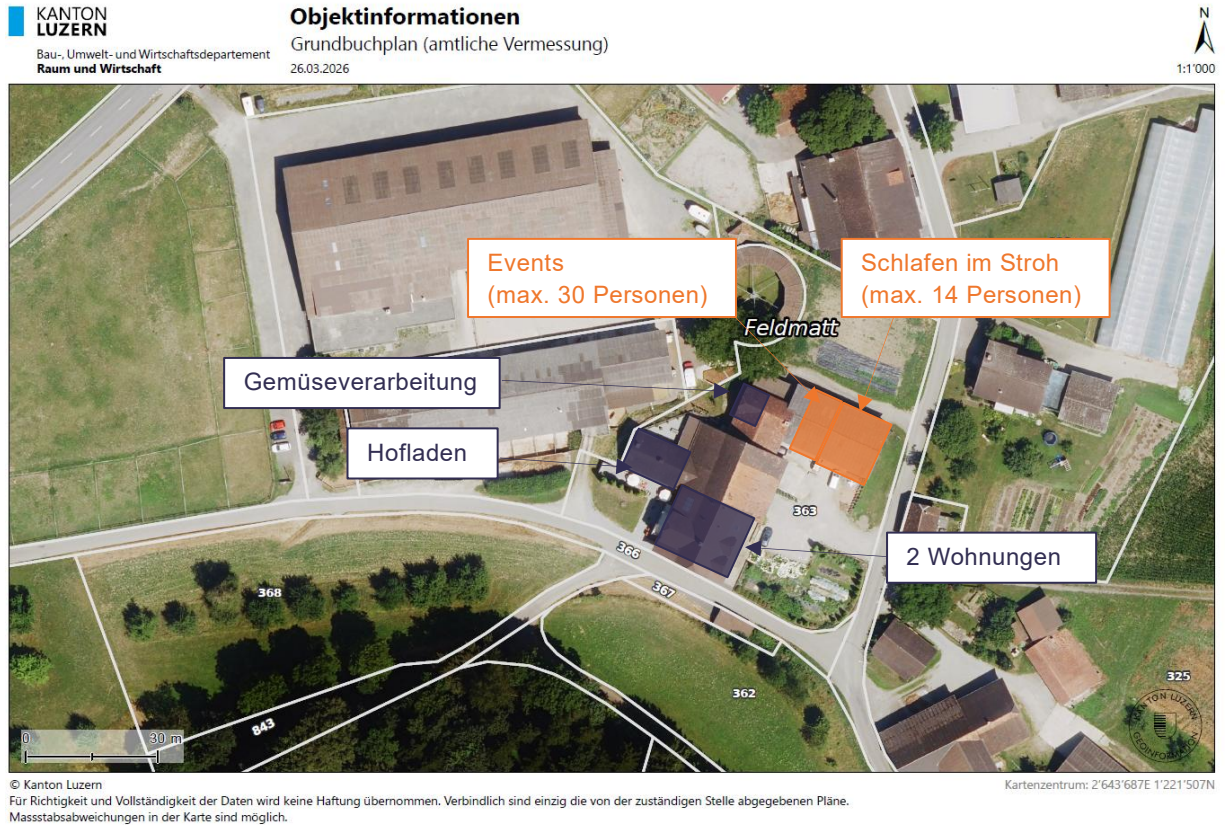 KANTON
LUZERN
Bau-, Umwelt- und Wirtschaftsdepartement
Raum und Wirtschaft
Objektinformationen
Grundbuchplan (amtliche Vermessung)
26.03.2026
N
1:1'000
Events
(max. 30 Personen)
Schlafen im Stroh
(max. 14 Personen)
Feldmatt
Gemüseverarbeitung
Hofladen
363
2 Wohnungen
366
367
368
362
325
843
0 30 m
KANTON LUZERN
GEOINFORMATION
© Kanton Luzern
Kartenzentrum: 2'643'687E 1'221'507N
Für Richtigkeit und Vollständigkeit der Daten wird keine Haftung übernommen. Verbindlich sind einzig die von der zuständigen Stelle abgegebenen Pläne.
Massstabsabweichungen in der Karte sind möglich.